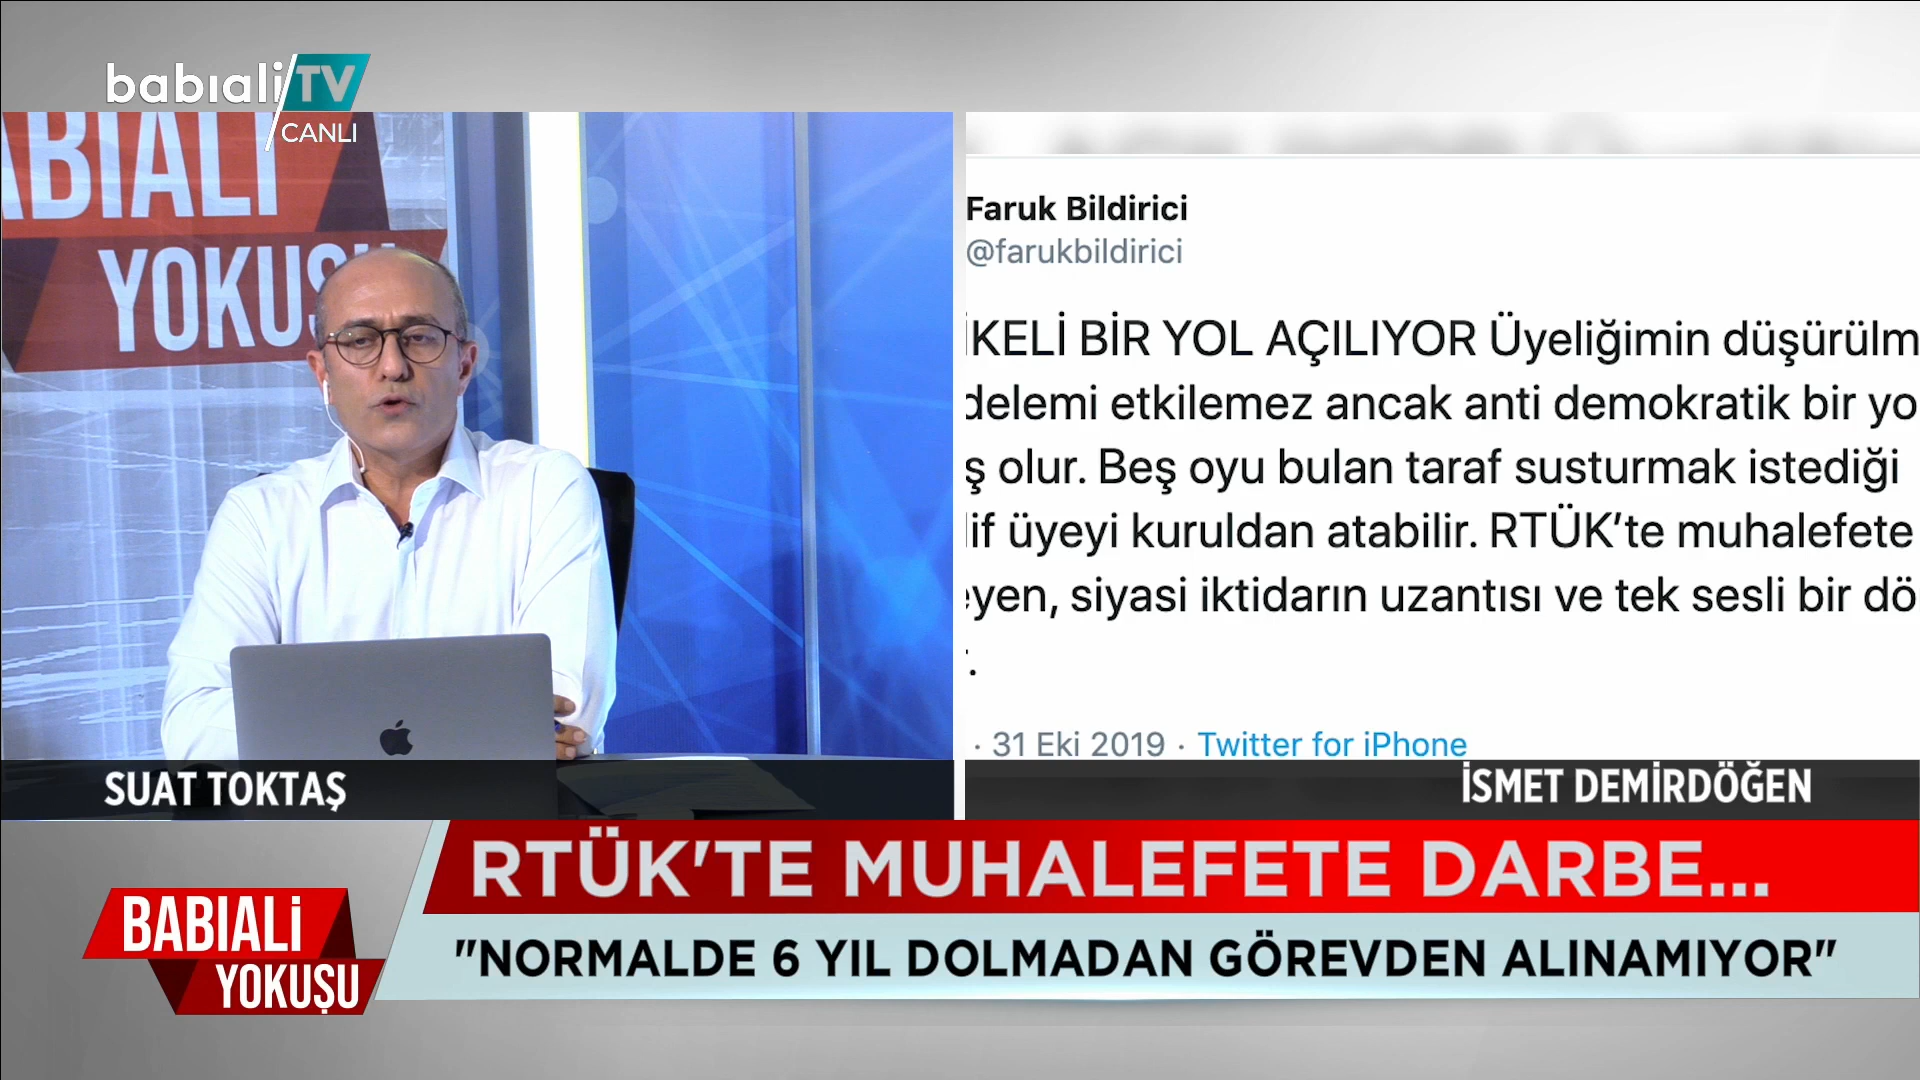 babıali TV
CANLI
BABIALİ
YOKUŞU
Faruk Bildirici
@farukbildirici
İKELİ BİR YOL AÇILIYOR Üyeliğimin düşürülm
delemi etkilemez ancak anti demokratik bir yo
ş olur. Beş oyu bulan taraf susturmak istediği
lif üyeyi kuruldan atabilir. RTÜK’te muhalefete
eyen, siyasi iktidarın uzantısı ve tek sesli bir dö
r.
· 31 Eki 2019 · Twitter for iPhone
SUAT TOKTAŞ
İSMET DEMİRDÖĞEN
RTÜK'TE MUHALEFETE DARBE...
"NORMALDE 6 YIL DOLMADAN GÖREVDEN ALINAMIYOR"
BABIALİ
YOKUŞU